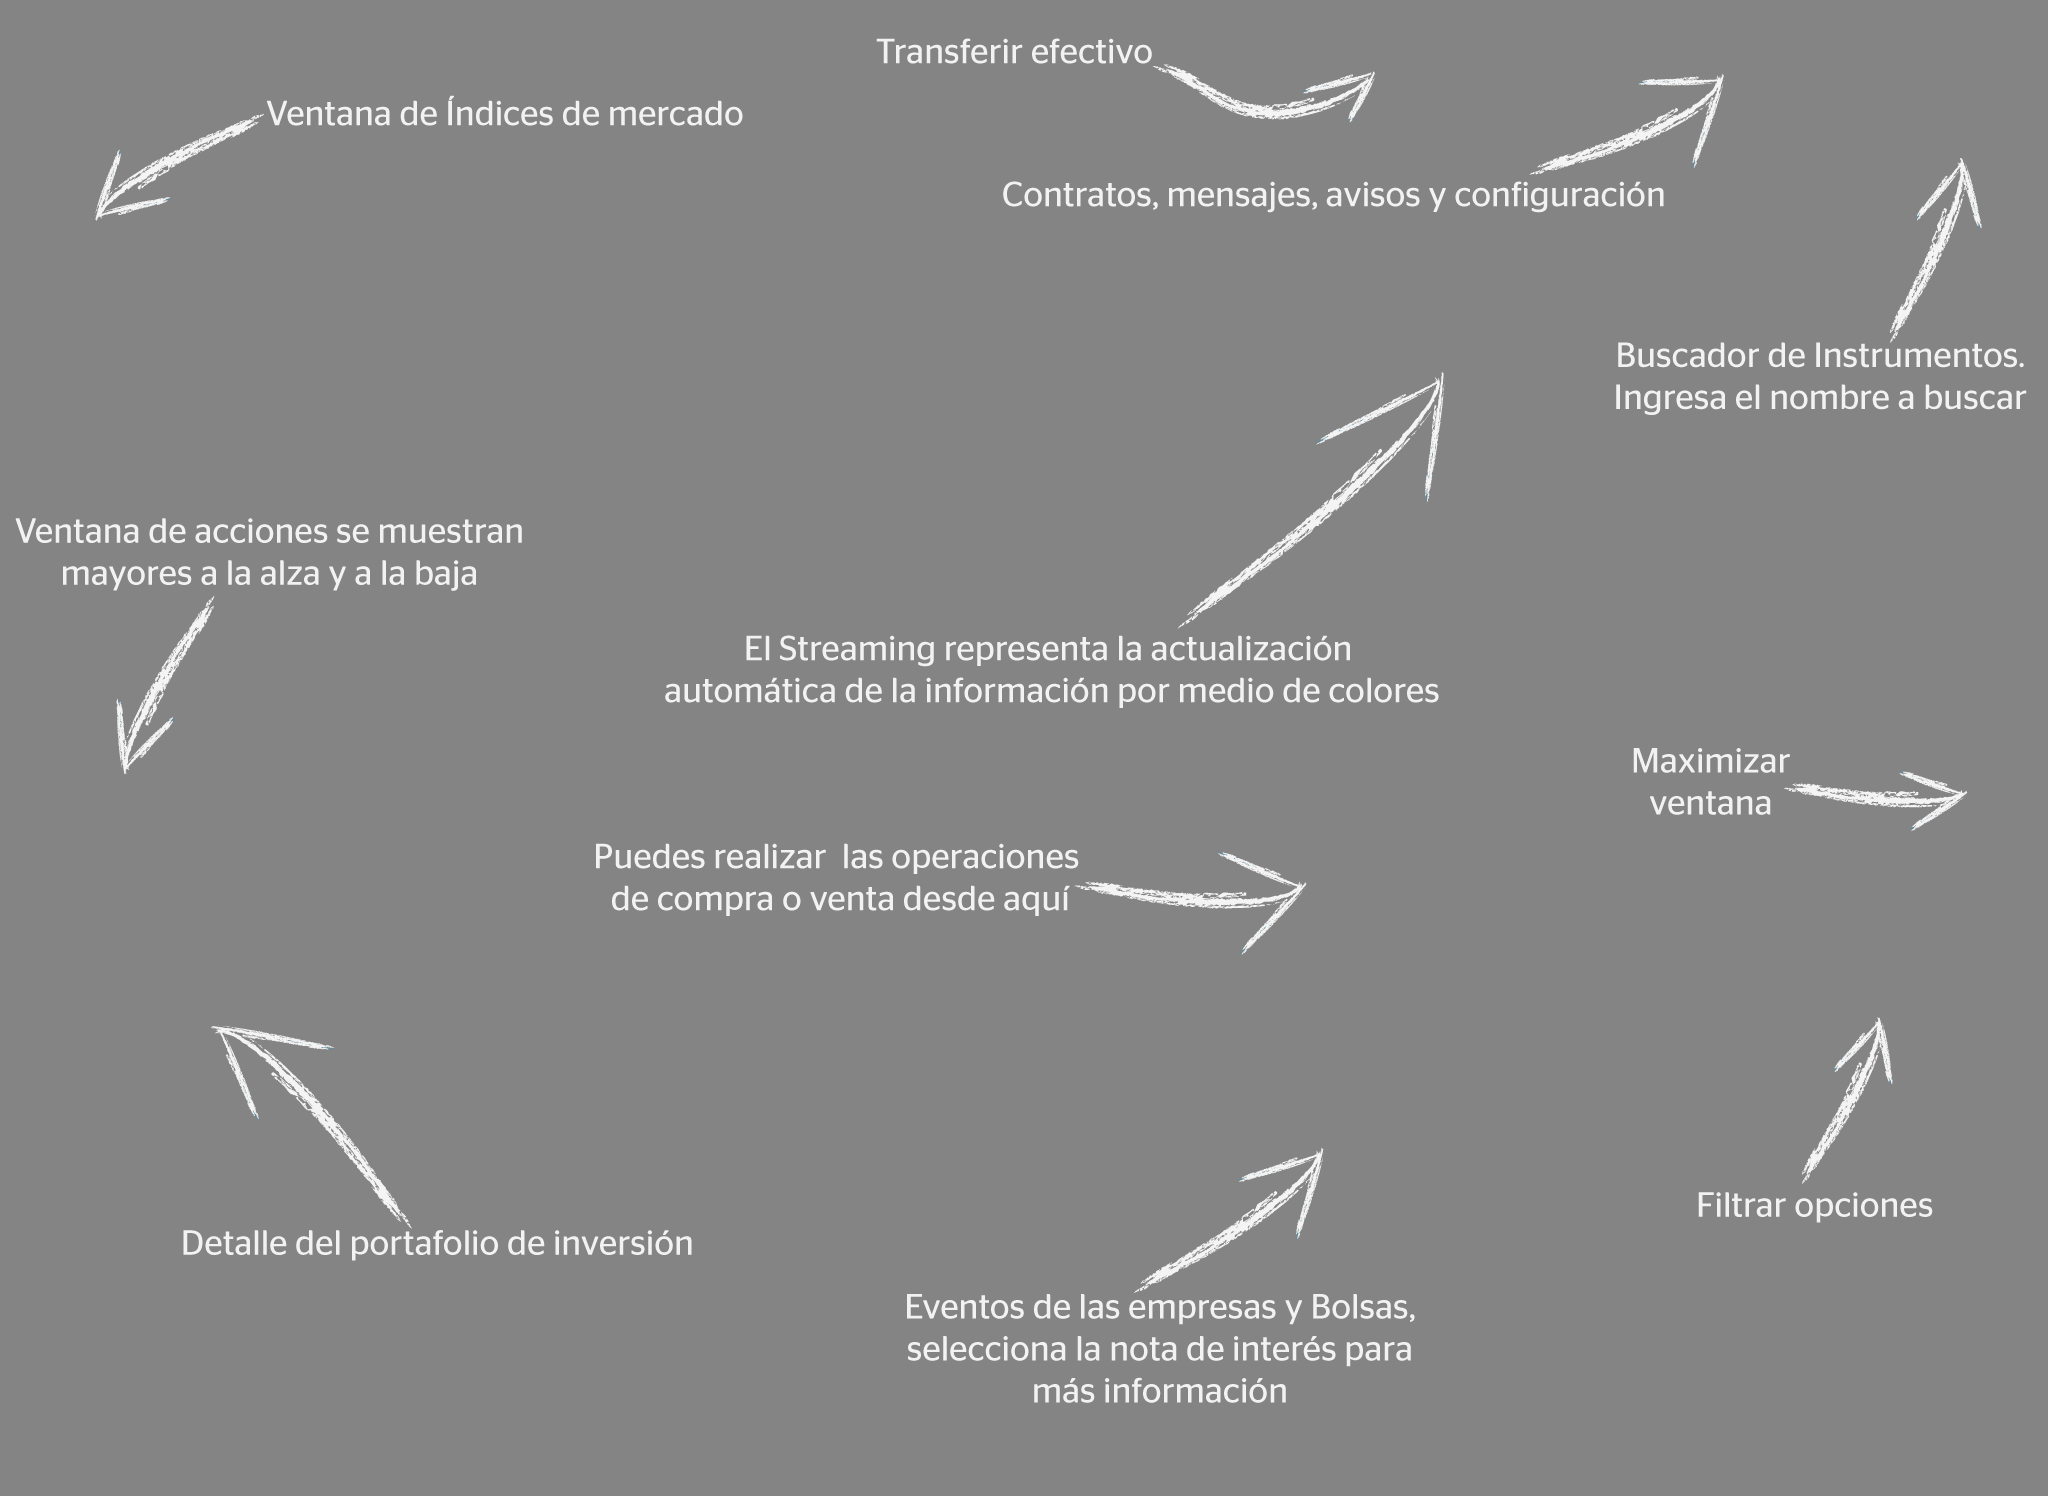 Transferir efectivo
Ventana de Índices de mercado
Contratos, mensajes, avisos y configuración
Buscador de Instrumentos.
Ingresa el nombre a buscar
Ventana de acciones se muestran
mayores a la alza y a la baja
El Streaming representa la actualización
automática de la información por medio de colores
Maximizar
ventana
Puedes realizar  las operaciones
de compra o venta desde aquí
Filtrar opciones
Detalle del portafolio de inversión
Eventos de las empresas y Bolsas,
selecciona la nota de interés para
más información